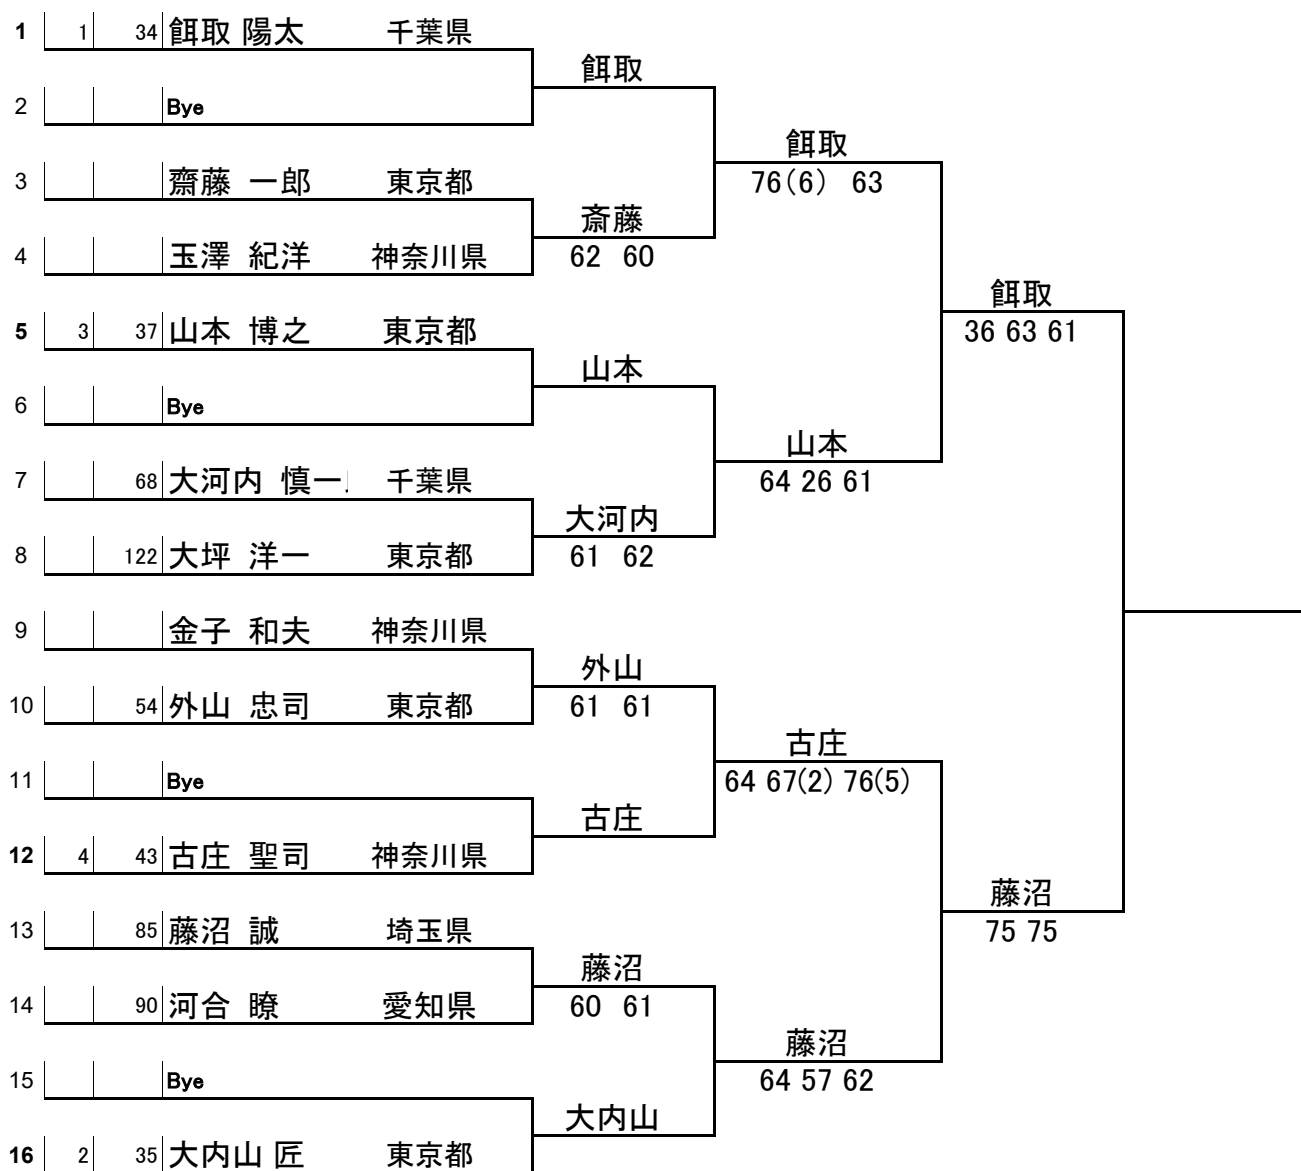 1 1 34 餌取 陽太 千葉県
餌取
2 Bye
餌取
76(6) 63
3 齋藤 一郎 東京都
斎藤
62 60
4 玉澤 紀洋 神奈川県
餌取
36 63 61
5 3 37 山本 博之 東京都
山本
6 Bye
山本
64 26 61
7 68 大河内 慎一 千葉県
大河内
61 62
8 122 大坪 洋一 東京都
9 金子 和夫 神奈川県
外山
61 61
10 54 外山 忠司 東京都
古庄
64 67(2) 76(5)
11 Bye
古庄
12 4 43 古庄 聖司 神奈川県
藤沼
75 75
13 85 藤沼 誠 埼玉県
藤沼
60 61
14 90 河合 瞭 愛知県
藤沼
64 57 62
15 Bye
大内山
16 2 35 大内山 匠 東京都